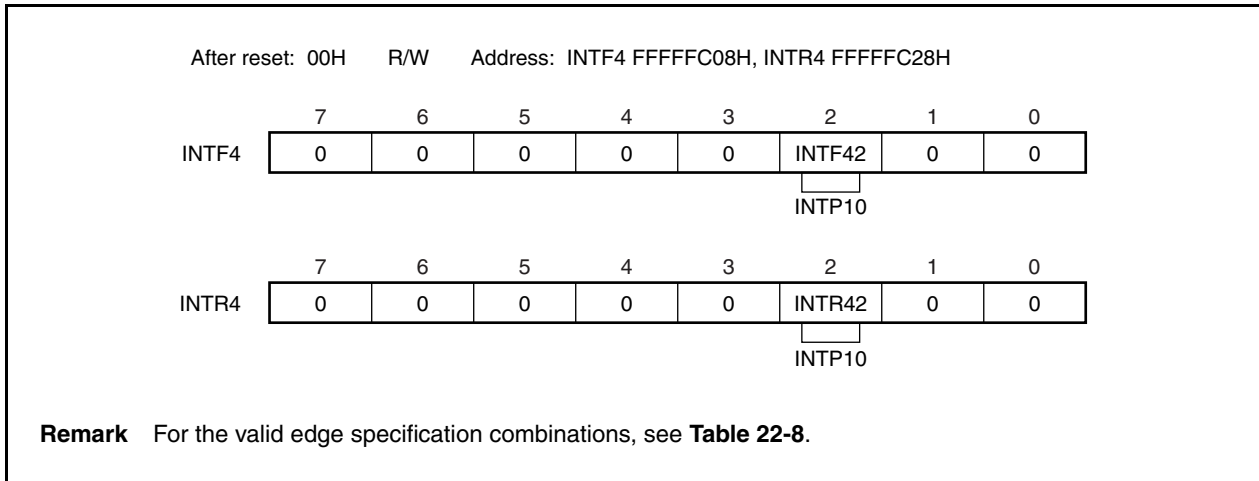 After reset: 00H R/W Address: INTF4 FFFFFC08H, INTR4 FFFFFC28H
7 6 5 4 3 2 1 0
INTF4 0 0 0 0 0 INTF42 0 0
INTP10
7 6 5 4 3 2 1 0
INTR4 0 0 0 0 0 INTR42 0 0
INTP10
Remark For the valid edge specification combinations, see Table 22-8.